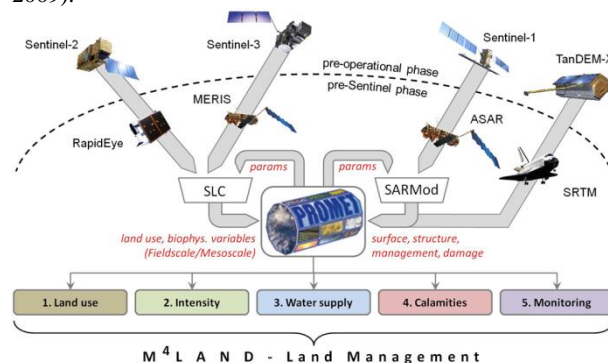 2009).
Sentinel-2
Sentinel-3
Sentinel-1
TanDEM-X
pre-operational phase
pre-Sentinel phase
MERIS
RapidEye
ASAR
SRTM
params
params
SLC
SARMod
PROMET
land use, biophys. variables
(Fieldscale/Mesoscale)
surface, structure,
management, damage
1. Land use
2. Intensity
3. Water supply
4. Calamities
5. Monitoring
M⁴LAND - Land Management